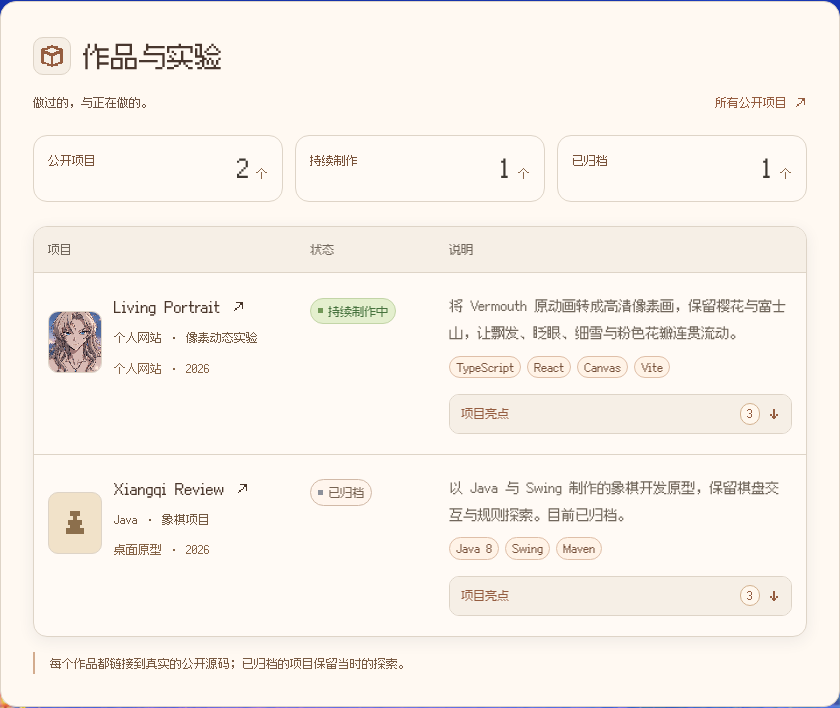 作品与实验
做过的，与正在做的。
所有公开项目
公开项目
2 个
持续制作
1 个
已归档
1 个
项目 状态 说明
Living Portrait
个人网站 · 像素动态实验
个人网站 · 2026
持续制作中
将 Vermouth 原动画转成高清像素画，保留樱花与富士
山，让飘发、眨眼、细雪与粉色花瓣连贯流动。
TypeScript React Canvas Vite
项目亮点 3
Xiangqi Review
Java · 象棋项目
桌面原型 · 2026
已归档
以 Java 与 Swing 制作的象棋开发原型，保留棋盘交
互与规则探索。目前已归档。
Java 8 Swing Maven
项目亮点 3
每个作品都链接到真实的公开源码；已归档的项目保留当时的探索。